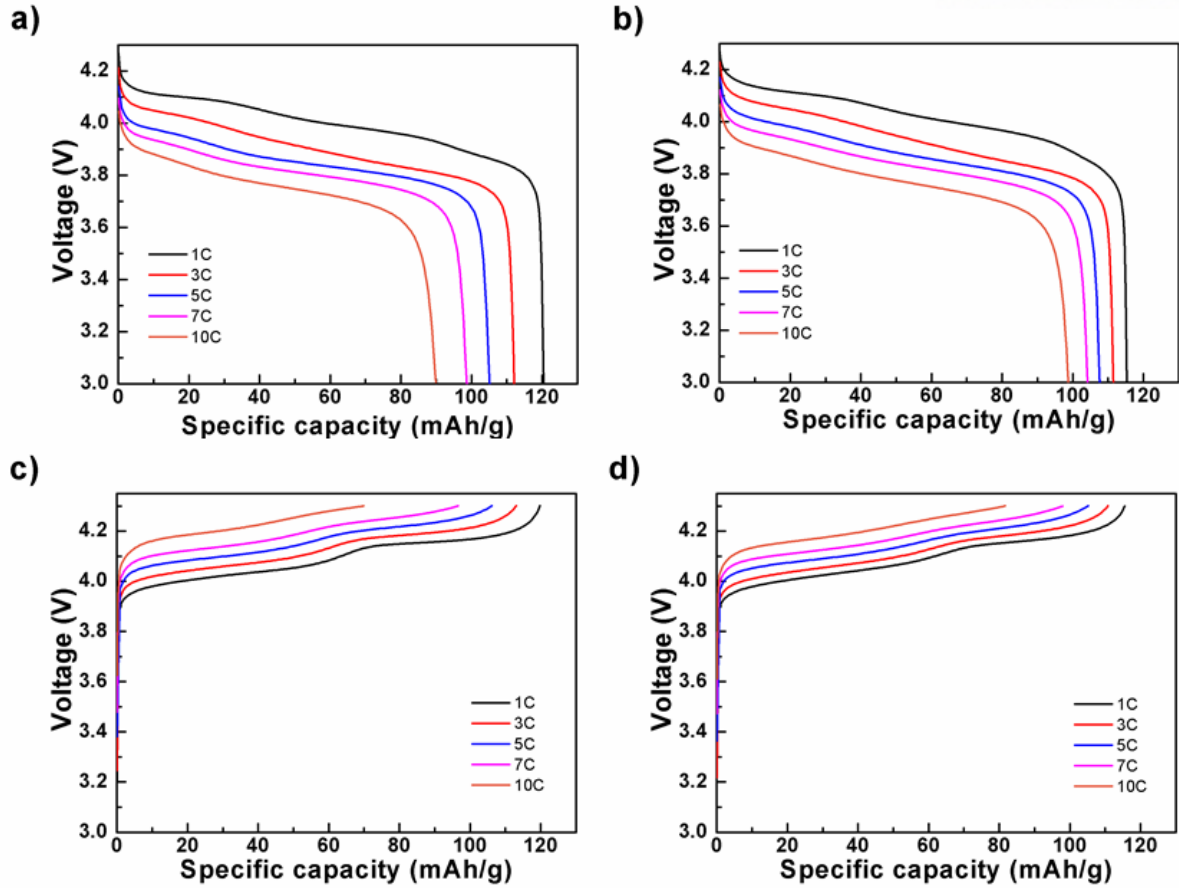 a)
Voltage (V)
4.2
4.0
3.8
3.6
3.4
3.2
3.0
1C
3C
5C
7C
10C
0 20 40 60 80 100 120
Specific capacity (mAh/g)
b)
Voltage (V)
4.2
4.0
3.8
3.6
3.4
3.2
3.0
1C
3C
5C
7C
10C
0 20 40 60 80 100 120
Specific capacity (mAh/g)
c)
Voltage (V)
4.2
4.0
3.8
3.6
3.4
3.2
3.0
1C
3C
5C
7C
10C
0 20 40 60 80 100 120
Specific capacity (mAh/g)
d)
Voltage (V)
4.2
4.0
3.8
3.6
3.4
3.2
3.0
1C
3C
5C
7C
10C
0 20 40 60 80 100 120
Specific capacity (mAh/g)